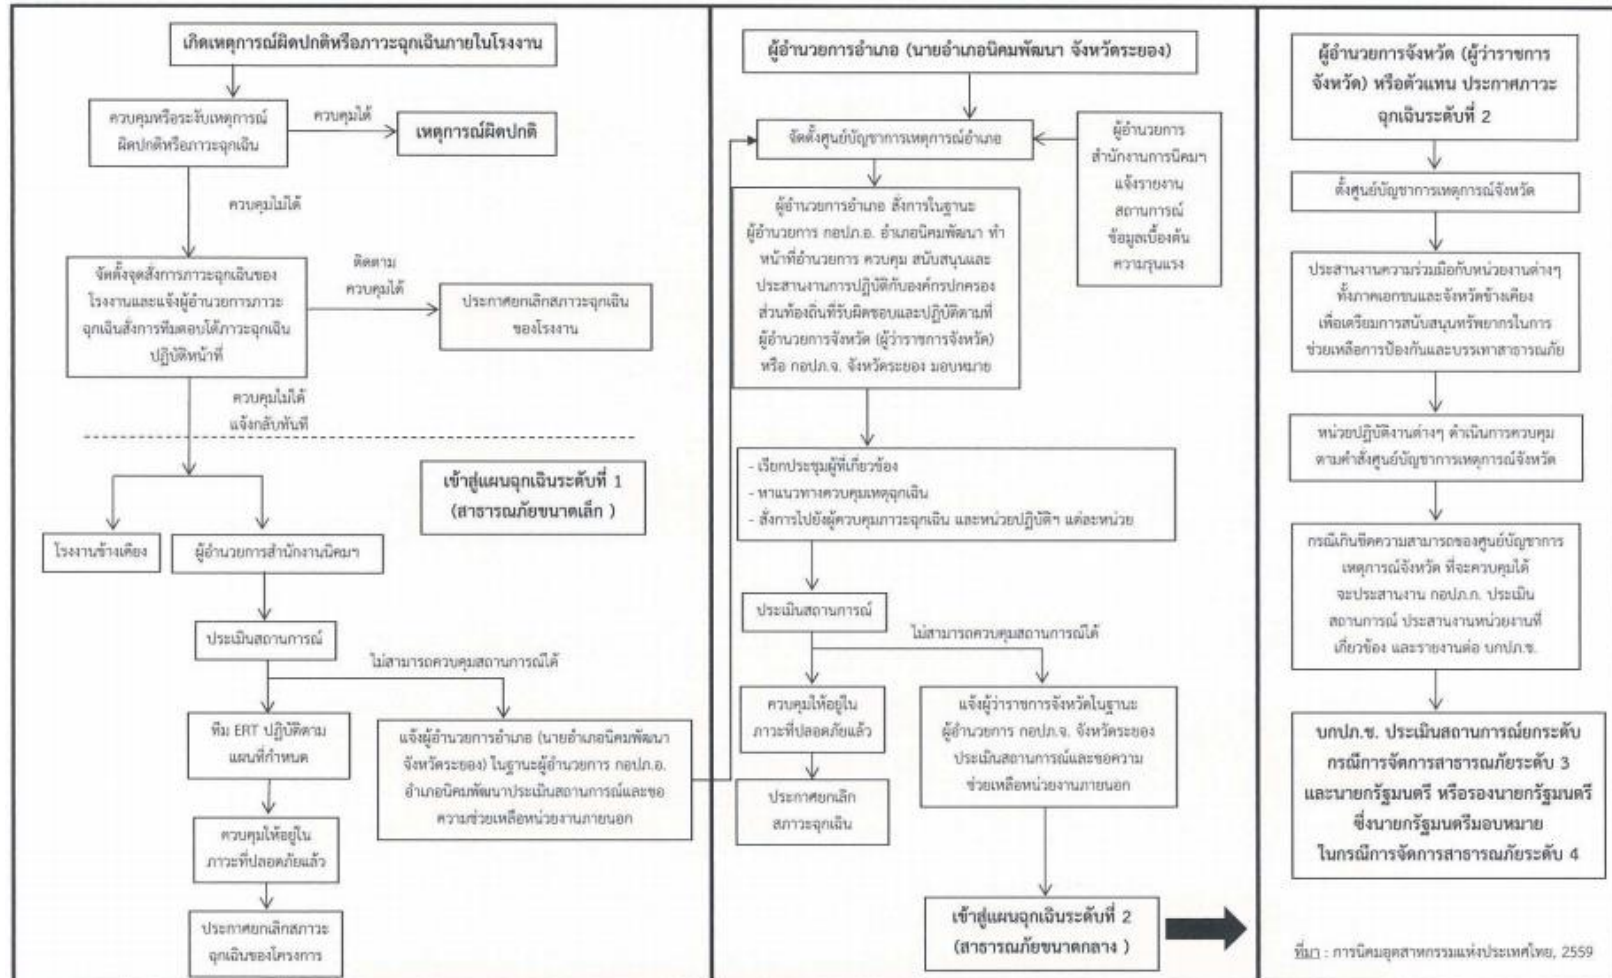 เกิดเหตุการณ์ผิดปกติหรือภาวะฉุกเฉินภายในโรงงาน
ควบคุมหรือระงับเหตุการณ์
ผิดปกติหรือภาวะฉุกเฉิน
ควบคุมได้
เหตุการณ์ผิดปกติ
ควบคุมไม่ได้
จัดตั้งจุดสั่งการภาวะฉุกเฉินของ
โรงงานและแจ้งผู้อำนวยการภาวะ
ฉุกเฉินสั่งการทีมตอบโต้ภาวะฉุกเฉิน
ปฏิบัติหน้าที่
ติดตาม
ควบคุมได้
ประกาศยกเลิกสภาวะฉุกเฉิน
ของโรงงาน
ควบคุมไม่ได้
แจ้งกลับทันที
เข้าสู่แผนฉุกเฉินระดับที่ 1
(สาธารณภัยขนาดเล็ก )
โรงงานข้างเคียง
ผู้อำนวยการสำนักงานนิคมฯ
ประเมินสถานการณ์
ไม่สามารถควบคุมสถานการณ์ได้
ทีม ERT ปฏิบัติตาม
แผนที่กำหนด
แจ้งผู้อำนวยการอำเภอ (นายอำเภอนิคมพัฒนา
จังหวัดระยอง) ในฐานะผู้อำนวยการ กอปภ.อ.
อำเภอนิคมพัฒนาประเมินสถานการณ์และขอ
ความช่วยเหลือหน่วยงานภายนอก
ควบคุมให้อยู่ใน
ภาวะที่ปลอดภัยแล้ว
ประกาศยกเลิกสภาวะ
ฉุกเฉินของโครงการ
ผู้อำนวยการอำเภอ (นายอำเภอนิคมพัฒนา จังหวัดระยอง)
จัดตั้งศูนย์บัญชาการเหตุการณ์อำเภอ
ผู้อำนวยการ
สำนักงานการนิคมฯ
แจ้งรายงาน
สถานการณ์
ข้อมูลเบื้องต้น
ความรุนแรง
ผู้อำนวยการอำเภอ สั่งการในฐานะ
ผู้อำนวยการ กอปภ.อ. อำเภอนิคมพัฒนา ทำ
หน้าที่อำนวยการ ควบคุม สนับสนุนและ
ประสานงานการปฏิบัติกับองค์กรปกครอง
ส่วนท้องถิ่นที่รับผิดชอบและปฏิบัติตามที่
ผู้อำนวยการจังหวัด (ผู้ว่าราชการจังหวัด)
หรือ กอปภ.จ. จังหวัดระยอง มอบหมาย
- เรียกประชุมผู้ที่เกี่ยวข้อง
- หาแนวทางควบคุมเหตุฉุกเฉิน
- สั่งการไปยังผู้ควบคุมภาวะฉุกเฉิน และหน่วยปฏิบัติฯ แต่ละหน่วย
ประเมินสถานการณ์
ไม่สามารถควบคุมสถานการณ์ได้
ควบคุมให้อยู่ใน
ภาวะที่ปลอดภัยแล้ว
ประกาศยกเลิก
สภาวะฉุกเฉิน
แจ้งผู้ว่าราชการจังหวัดในฐานะ
ผู้อำนวยการ กอปภ.จ. จังหวัดระยอง
ประเมินสถานการณ์และขอความ
ช่วยเหลือหน่วยงานภายนอก
เข้าสู่แผนฉุกเฉินระดับที่ 2
(สาธารณภัยขนาดกลาง )
ผู้อำนวยการจังหวัด (ผู้ว่าราชการ
จังหวัด) หรือตัวแทน ประกาศภาวะ
ฉุกเฉินระดับที่ 2
ตั้งศูนย์บัญชาการเหตุการณ์จังหวัด
ประสานงานความร่วมมือกับหน่วยงานต่างๆ
ทั้งภาคเอกชนและจังหวัดข้างเคียง
เพื่อเตรียมการสนับสนุนทรัพยากรในการ
ช่วยเหลือการป้องกันและบรรเทาสาธารณภัย
หน่วยปฏิบัติงานต่างๆ ดำเนินการควบคุม
ตามคำสั่งศูนย์บัญชาการเหตุการณ์จังหวัด
กรณีเกินขีดความสามารถของศูนย์บัญชาการ
เหตุการณ์จังหวัด ที่จะควบคุมได้
จะประสานงาน กอปภ.ก. ประเมิน
สถานการณ์ ประสานงานหน่วยงานที่
เกี่ยวข้อง และรายงานต่อ บกปภ.ช.
บกปภ.ช. ประเมินสถานการณ์ยกระดับ
กรณีการจัดการสาธารณภัยระดับ 3
และนายกรัฐมนตรี หรือรองนายกรัฐมนตรี
ซึ่งนายกรัฐมนตรีมอบหมาย
ในกรณีการจัดการสาธารณภัยระดับ 4
ที่มา : การนิคมอุตสาหกรรมแห่งประเทศไทย, 2559